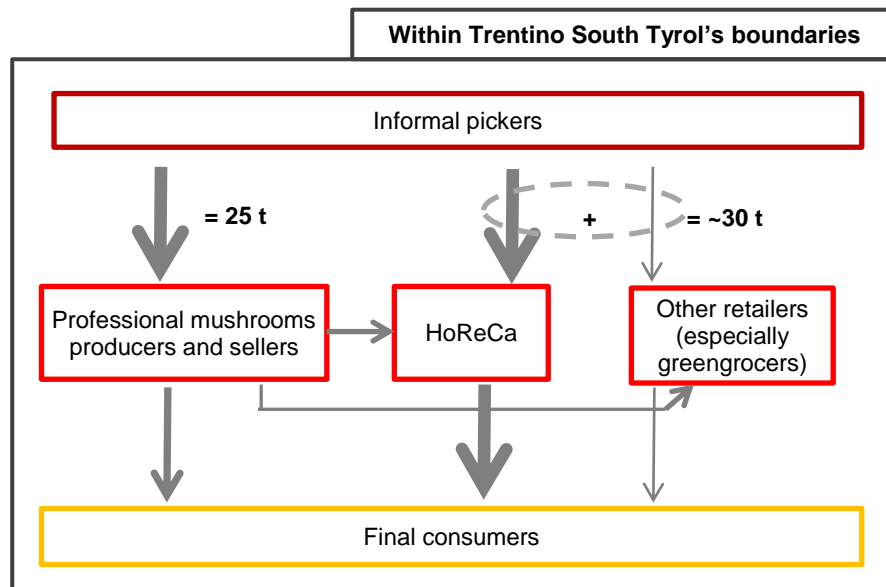 Within Trentino South Tyrol’s boundaries
Informal pickers
= 25 t
+
= ~30 t
Professional mushrooms
producers and sellers
HoReCa
Other retailers
(especially
greengrocers)
Final consumers